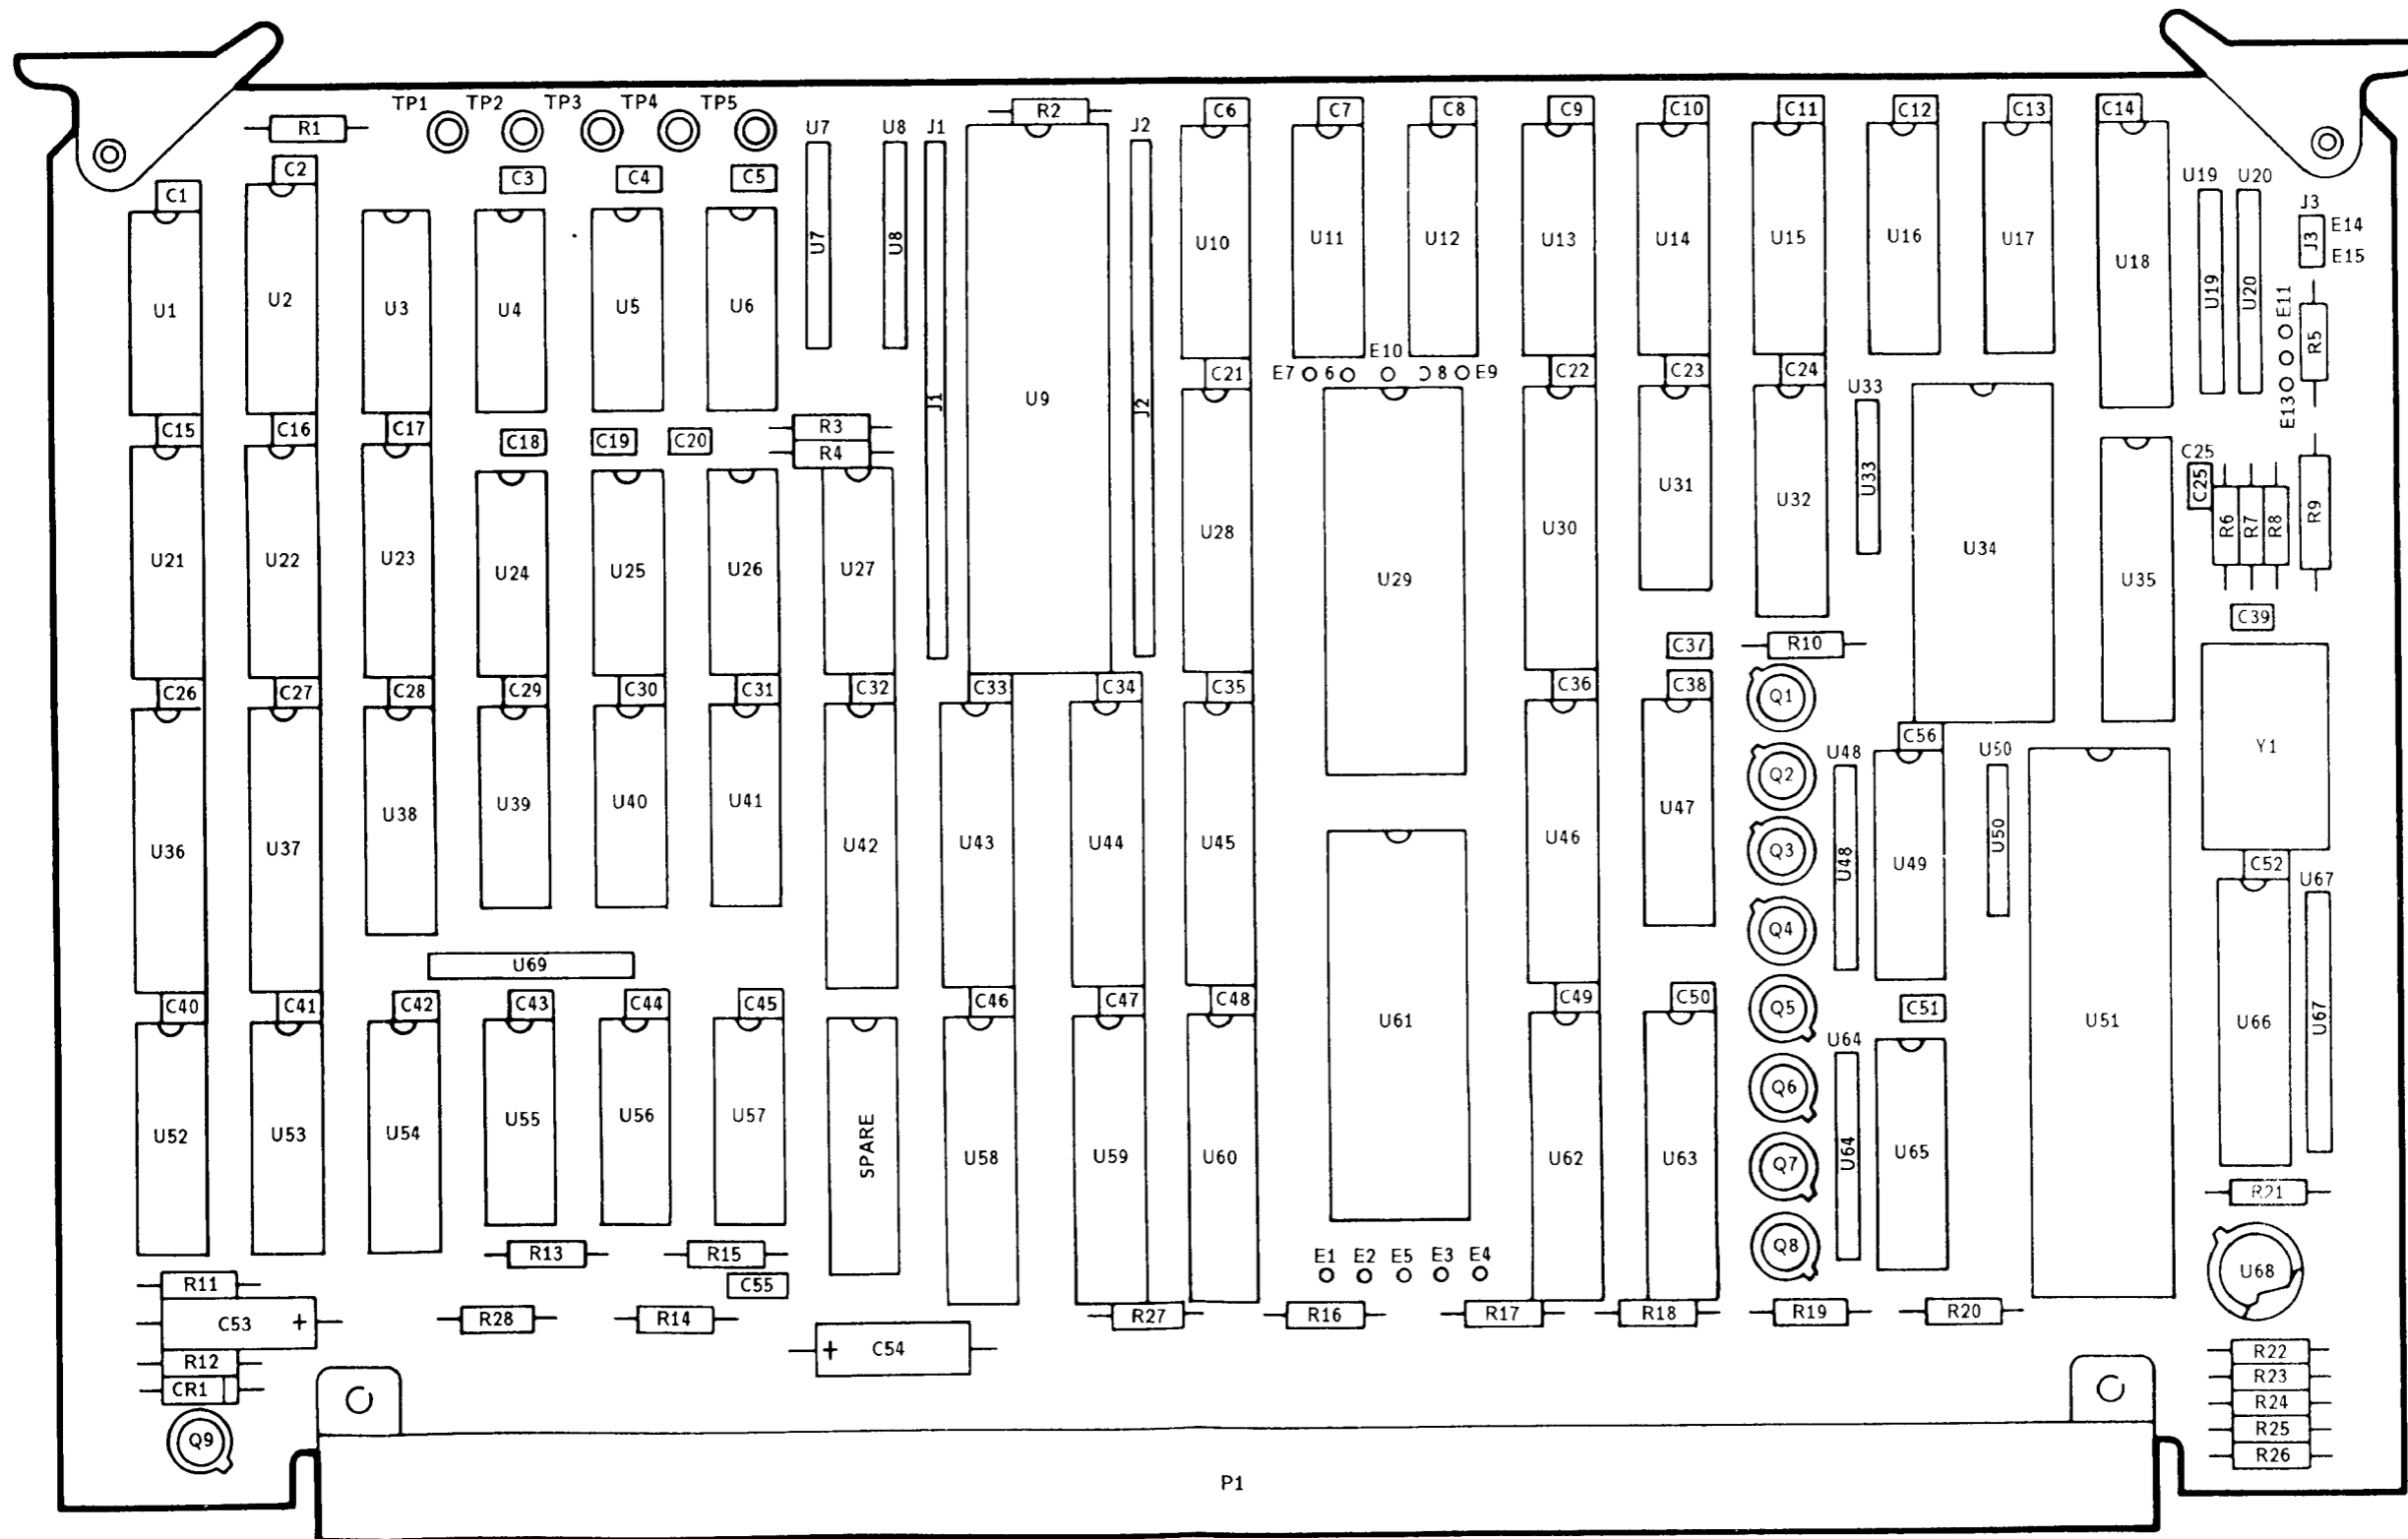 TP1 TP2 TP3 TP4 TP5
R1 R2 C6 C7 C8 C9 C10 C11 C12 C13 C14
U7 U8 J1 J2
C1 C2 C3 C4 C5
U19 U20
J3
J3 E14
E15
U1 U2 U3 U4 U5 U6 U7 U8 J1 U9 J2 U10 U11 U12 U13 U14 U15 U16 U17 U18 U19 U20 E11 R5
E10
E7 6 8 E9
C21 C22 C23 C24 U33
E13
C15 C16 C17 C18 C19 C20 R3
R4
C25
C25 R6 R7 R8 R9
U21 U22 U23 U24 U25 U26 U27 U28 U29 U30 U31 U32 U33 U34 U35
C39
C37 R10
C26 C27 C28 C29 C30 C31 C32 C33 C34 C35 C36 C38 Q1
C56
U48 U50 Y1
Q2
U36 U37 U38 U39 U40 U41 U42 U43 U44 U45 U46 U47 Q3 U48 U49 U50
C52
U67
Q4
U69
C40 C41 C42 C43 C44 C45 C46 C47 C48 C49 C50 Q5 C51
U61 U51 U66 U67
U64
Q6
U52 U53 U54 U55 U56 U57 SPARE U58 U59 U60 U62 U63 Q7 U64 U65
R21
Q8
R13 R15
E1 E2 E5 E3 E4
U68
R11 C55
C53 + R28 R14 R27 R16 R17 R18 R19 R20
+ C54
R12 R22
CR1 R23
R24
Q9 R25
R26
P1